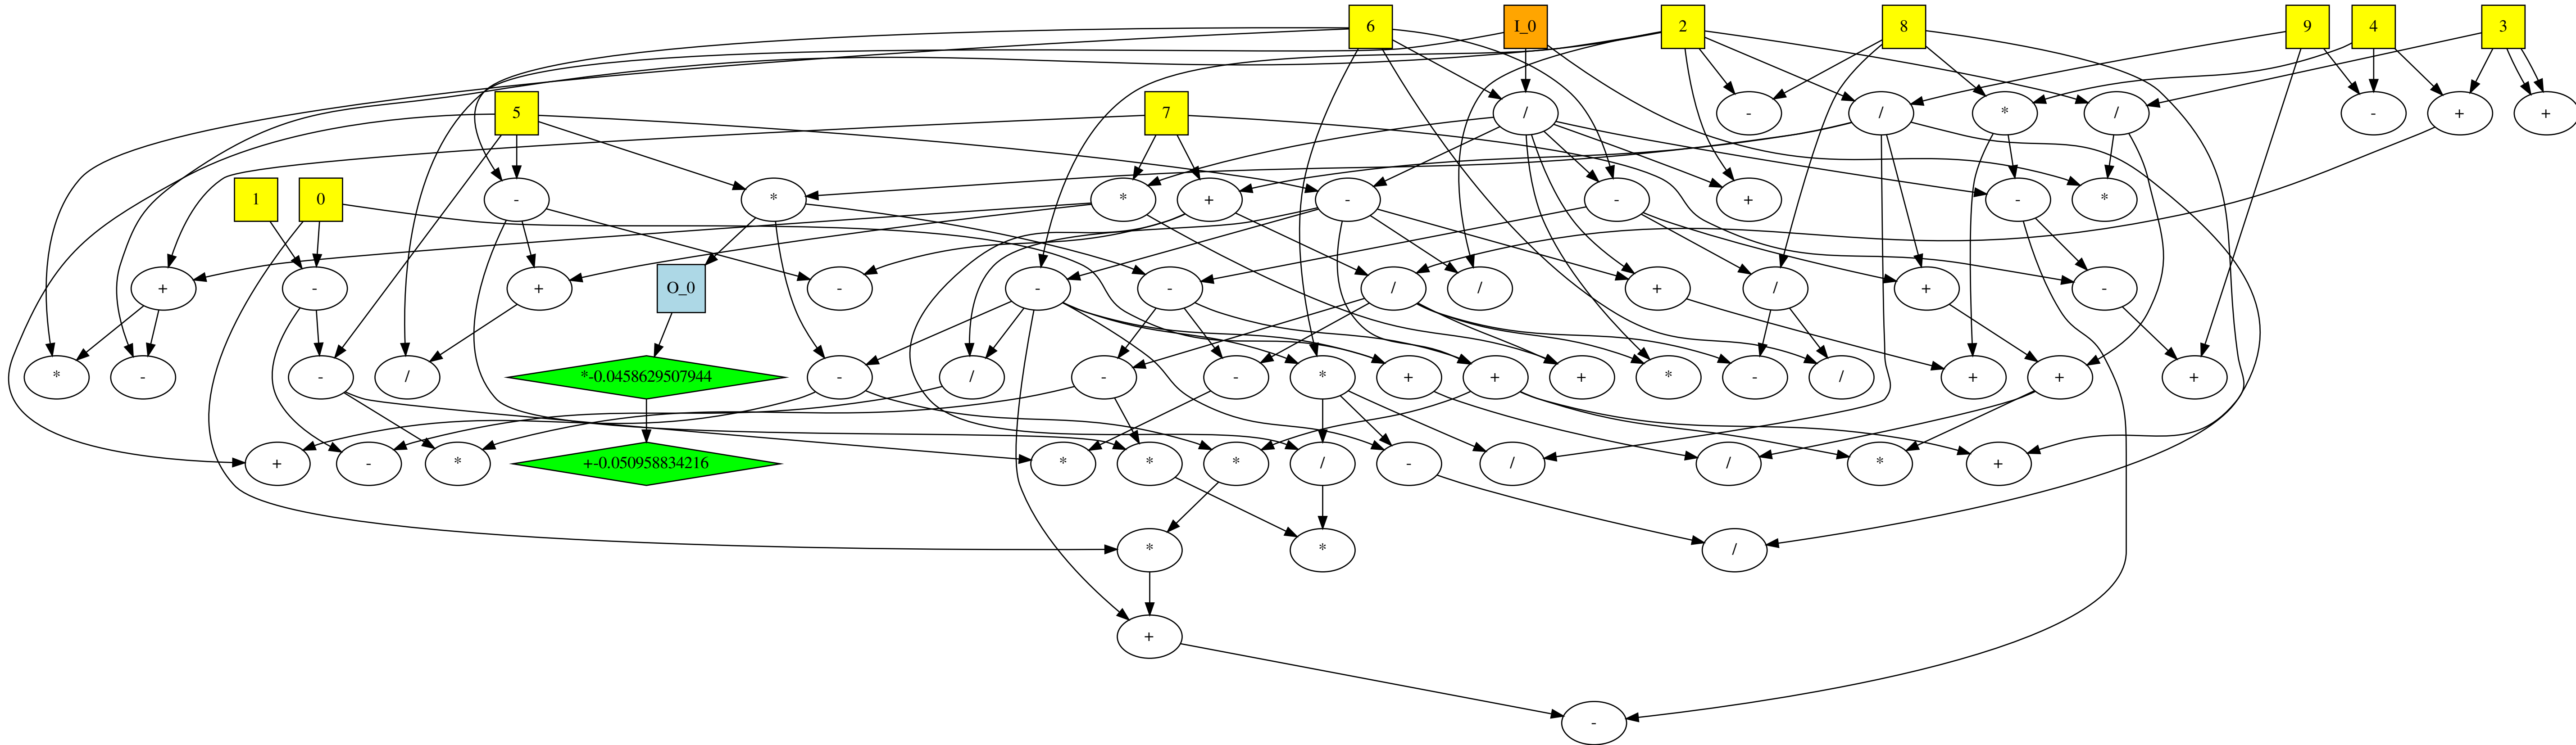 6 I_0 2 8 9 4 3
5 7 / - / * / - + +
1 0 - * * + - - + - *
+ - + O_0 - - - / / + / + -
* - - / *-0.0458629507944 - / - - * + + + * - / + + +
+ - * +-0.050958834216 * * * / - / / * +
* * /
+
-